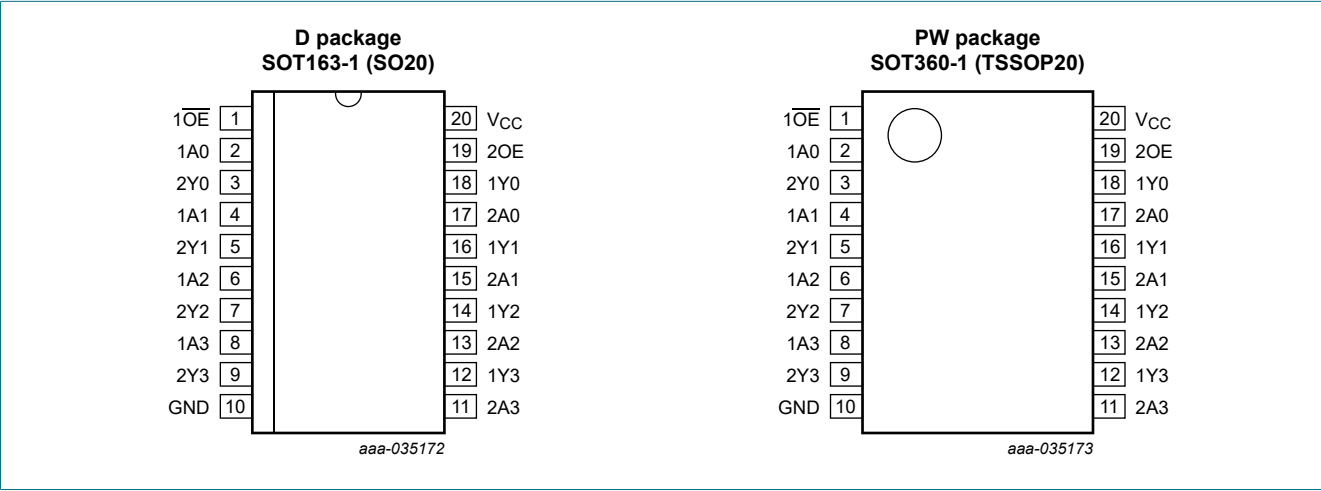 D package
SOT163-1 (SO20)
1O̅E̅ 1 20 VCC
1A0 2 19 2OE
2Y0 3 18 1Y0
1A1 4 17 2A0
2Y1 5 16 1Y1
1A2 6 15 2A1
2Y2 7 14 1Y2
1A3 8 13 2A2
2Y3 9 12 1Y3
GND 10 11 2A3
aaa-035172
PW package
SOT360-1 (TSSOP20)
1O̅E̅ 1 20 VCC
1A0 2 19 2OE
2Y0 3 18 1Y0
1A1 4 17 2A0
2Y1 5 16 1Y1
1A2 6 15 2A1
2Y2 7 14 1Y2
1A3 8 13 2A2
2Y3 9 12 1Y3
GND 10 11 2A3
aaa-035173